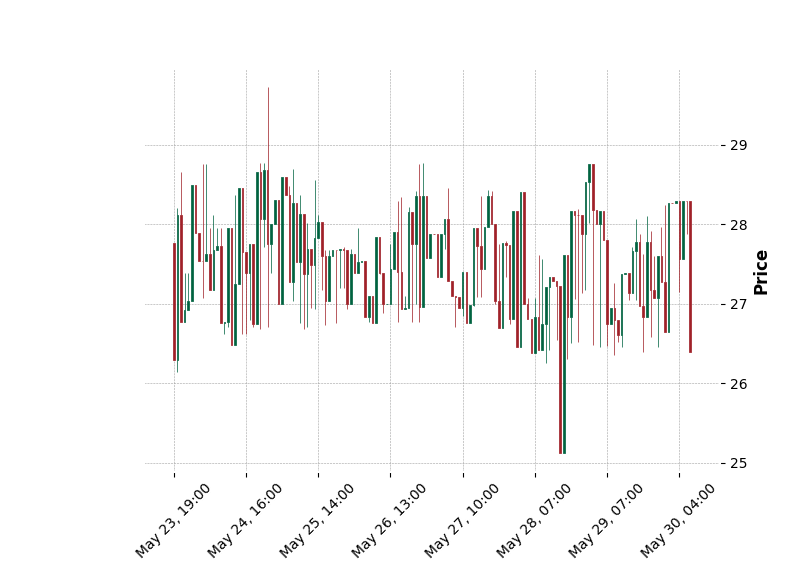 29
28
27
26
25
Price
May 23, 19:00
May 24, 16:00
May 25, 14:00
May 26, 13:00
May 27, 10:00
May 28, 07:00
May 29, 07:00
May 30, 04:00